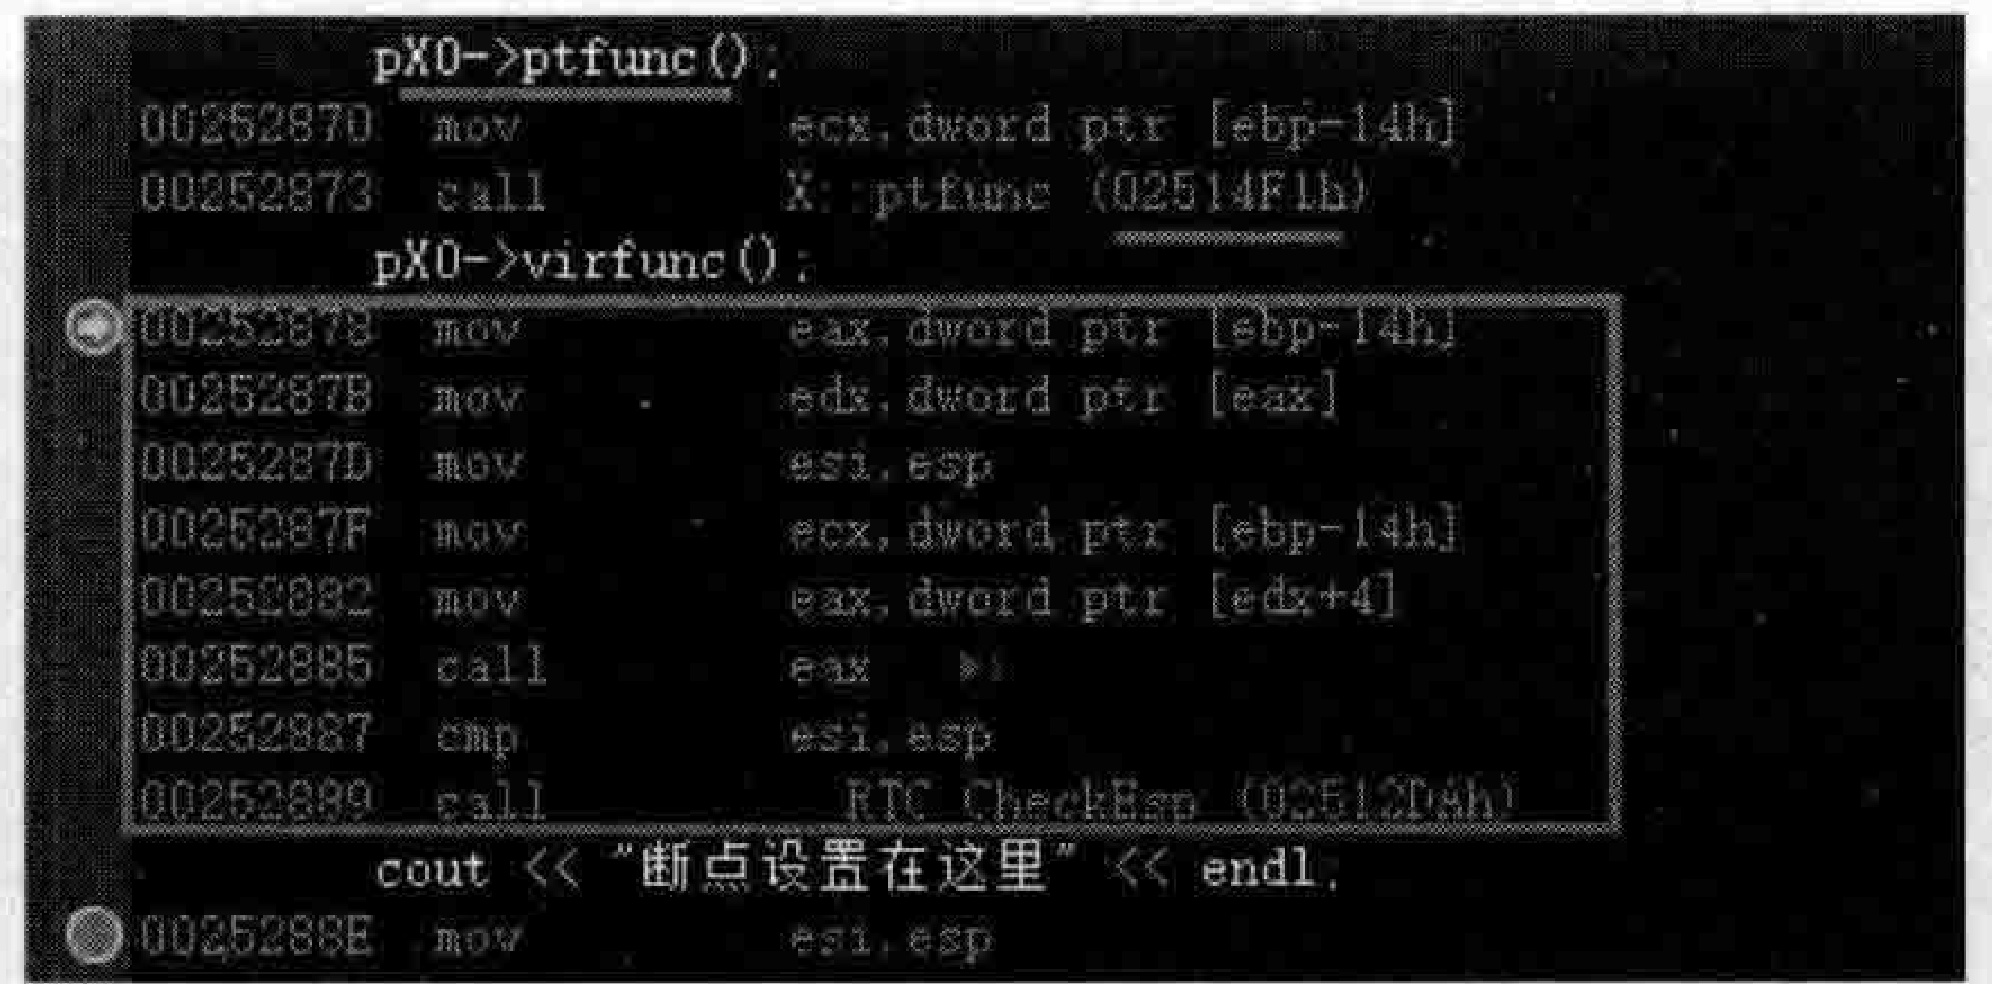 pX0->ptfunc();
00252870 mov ecx,dword ptr [ebp-14h]
00252873 call X::ptfunc (02514F1h)
pX0->virfunc();
00252878 mov eax,dword ptr [ebp-14h]
0025287B mov edx,dword ptr [eax]
0025287D mov esi,esp
0025287F mov ecx,dword ptr [ebp-14h]
00252882 mov eax,dword ptr [edx+4]
00252885 call eax
00252887 cmp esi,esp
00252889 call RTC_CheckEsp (02512DAh)
cout << "断点设置在这里" << endl;
0025288E mov esi,esp